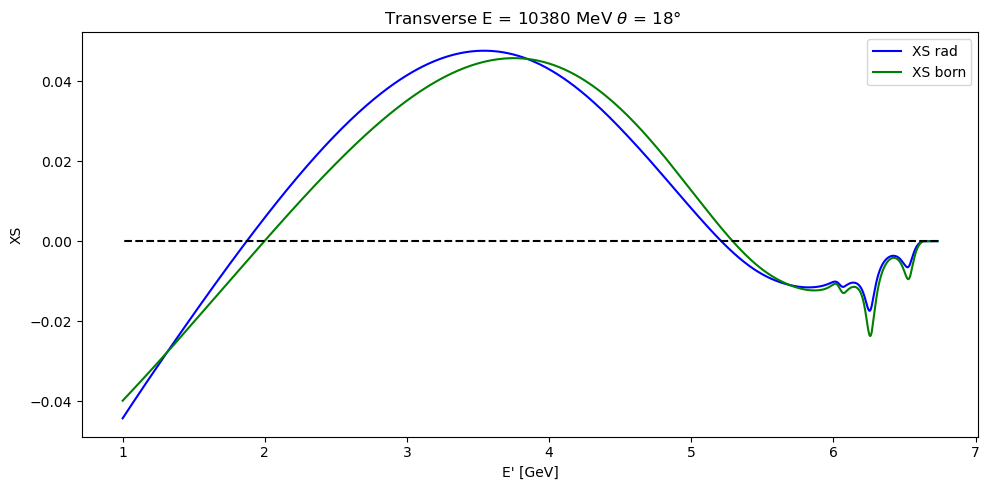 Transverse E = 10380 MeV θ = 18°
XS rad
XS born
XS
0.04
0.02
0.00
−0.02
−0.04
1 2 3 4 5 6 7
E' [GeV]